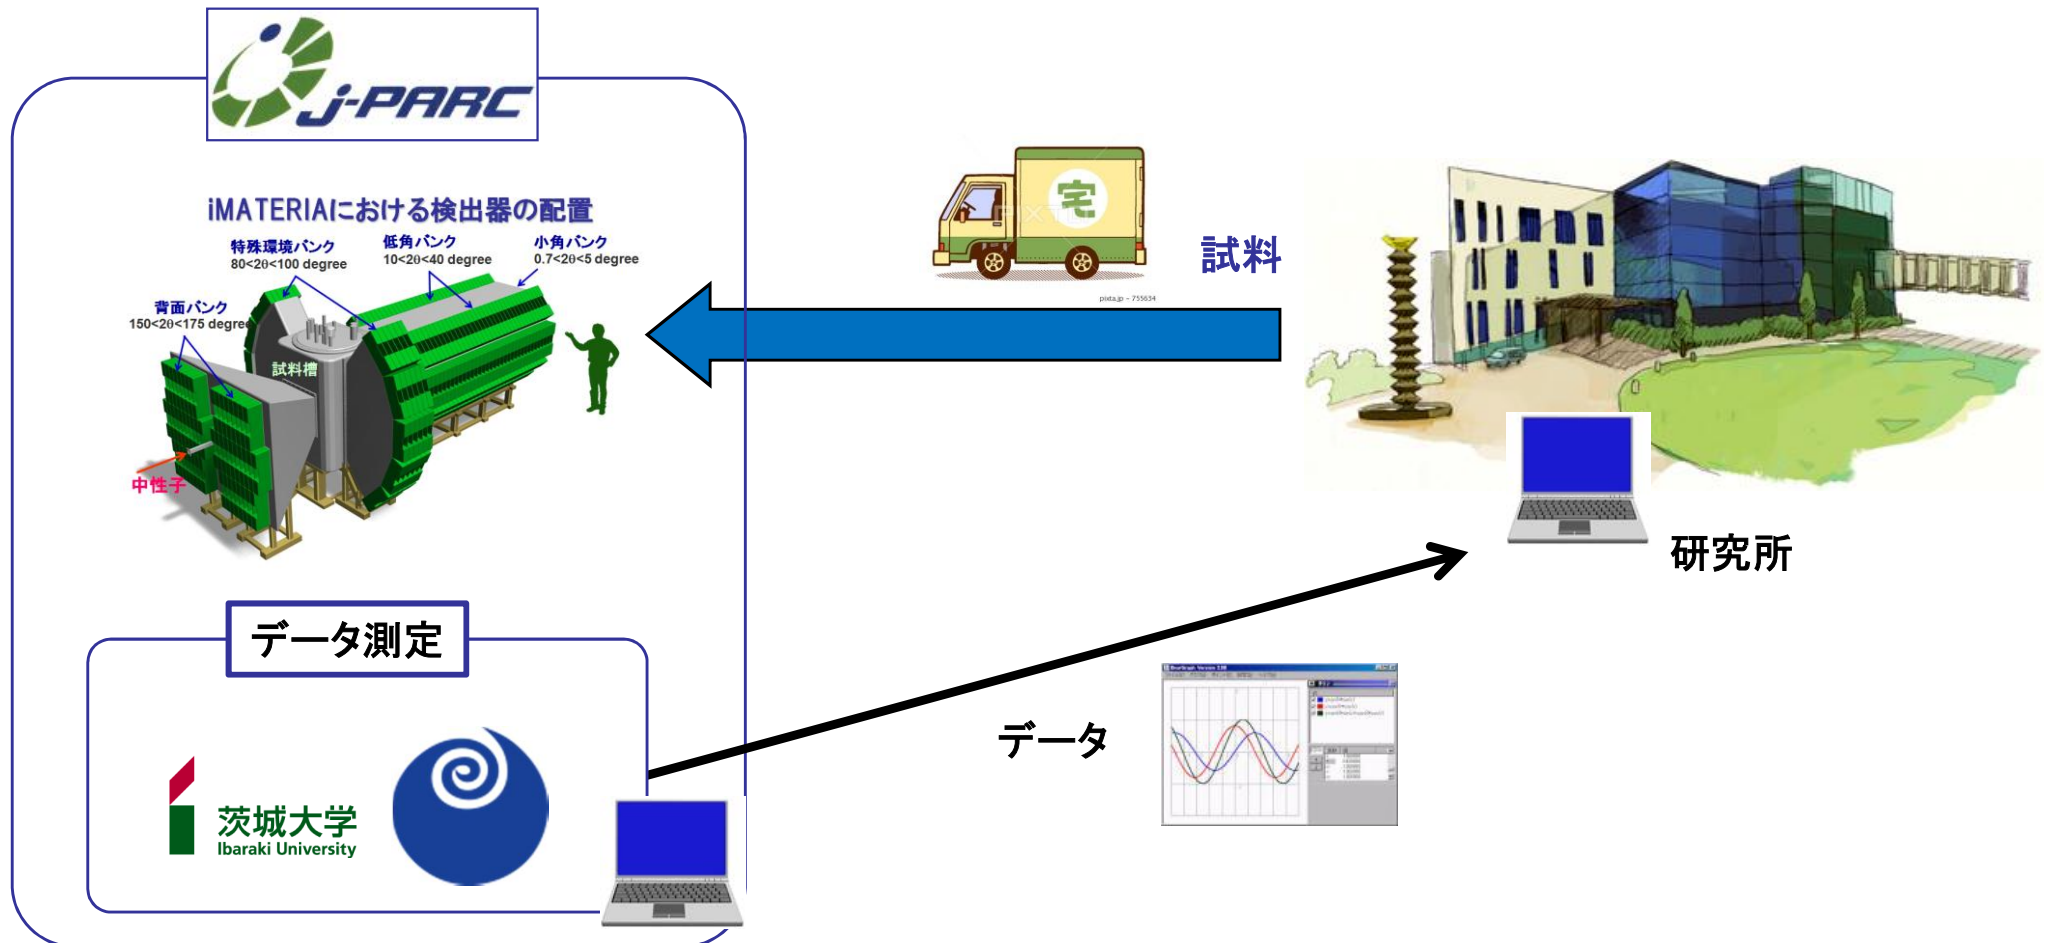 J-PARC
iMATERIAにおける検出器の配置
特殊環境バンク
80<2θ<100 degree
低角バンク
10<2θ<40 degree
小角バンク
0.7<2θ<5 degree
背面バンク
150<2θ<175 degree
試料槽
中性子
宅
PIXTA
pixta.jp - 755634
試料
研究所
データ測定
茨城大学
Ibaraki University
データ